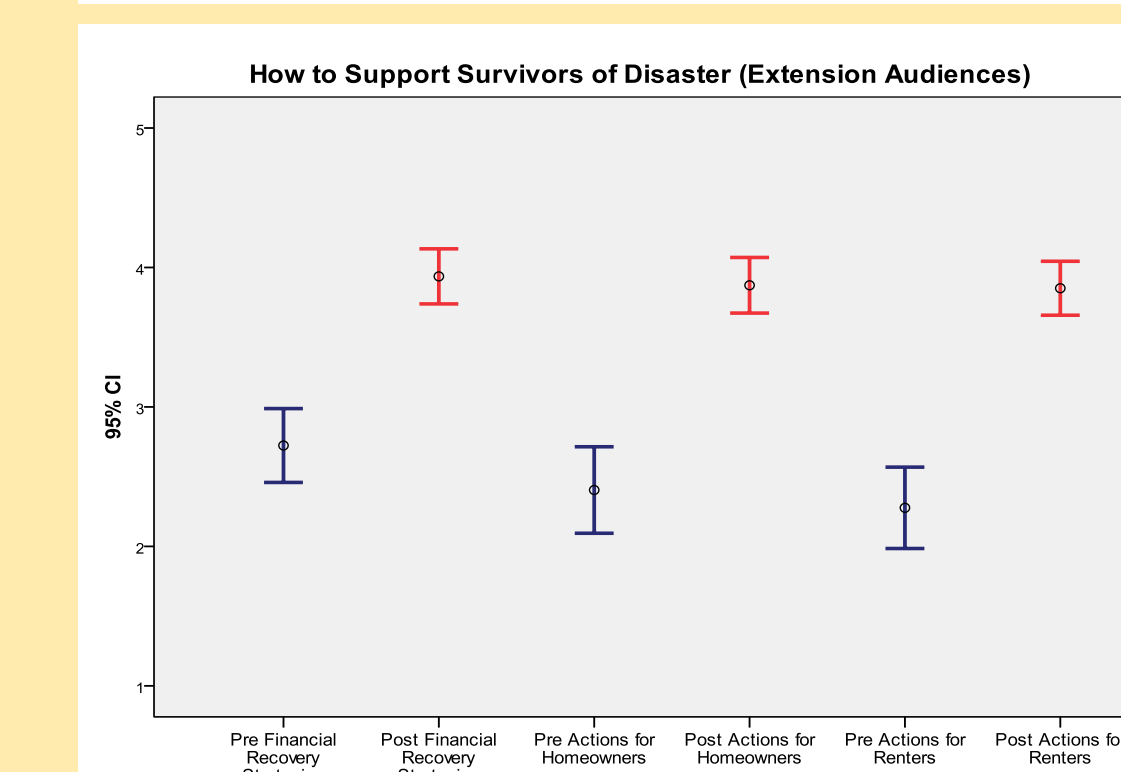 How to Support Survivors of Disaster (Extension Audiences)
95% CI
5
4
3
2
1
Pre Financial
Recovery
Post Financial
Recovery
Pre Actions for
Homeowners
Post Actions for
Homeowners
Pre Actions for
Renters
Post Actions fo
Renters